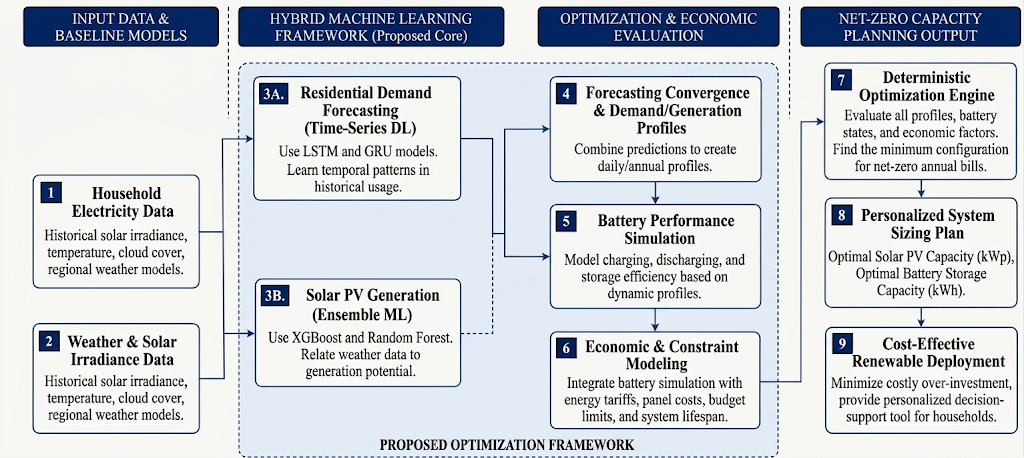 INPUT DATA &
BASELINE MODELS
HYBRID MACHINE LEARNING
FRAMEWORK (Proposed Core)
OPTIMIZATION & ECONOMIC
EVALUATION
NET-ZERO CAPACITY
PLANNING OUTPUT
1
Household
Electricity Data
Historical solar irradiance,
temperature, cloud cover,
regional weather models.
2
Weather & Solar
Irradiance Data
Historical solar irradiance,
temperature, cloud cover,
regional weather models.
3A.
Residential Demand
Forecasting
(Time-Series DL)
Use LSTM and GRU models.
Learn temporal patterns in
historical usage.
3B.
Solar PV Generation
(Ensemble ML)
Use XGBoost and Random Forest.
Relate weather data to
generation potential.
4
Forecasting Convergence
& Demand/Generation
Profiles
Combine predictions to create
daily/annual profiles.
5
Battery Performance
Simulation
Model charging, discharging, and
storage efficiency based on
dynamic profiles.
6
Economic & Constraint
Modeling
Integrate battery simulation with
energy tariffs, panel costs, budget
limits, and system lifespan.
PROPOSED OPTIMIZATION FRAMEWORK
7
Deterministic
Optimization Engine
Evaluate all profiles, battery
states, and economic factors.
Find the minimum configuration
for net-zero annual bills.
8
Personalized System
Sizing Plan
Optimal Solar PV Capacity (kWp),
Optimal Battery Storage
Capacity (kWh).
9
Cost-Effective
Renewable Deployment
Minimize costly over-investment,
provide personalized decision-
support tool for households.